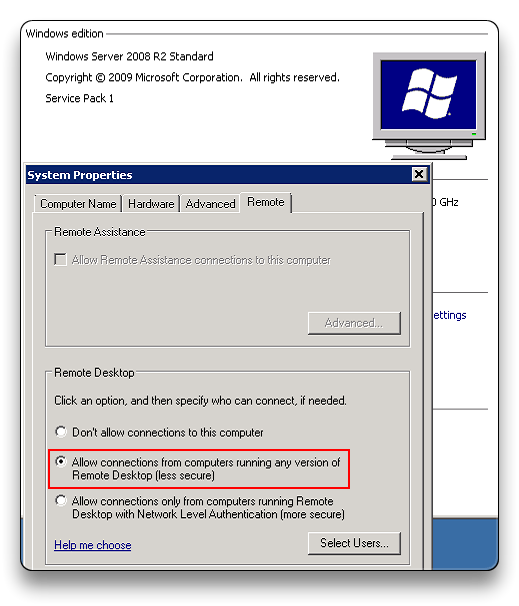 Windows edition
Windows Server 2008 R2 Standard
Copyright © 2009 Microsoft Corporation. All rights reserved.
Service Pack 1
System Properties
Computer Name
Hardware
Advanced
Remote
0 GHz
Remote Assistance
Allow Remote Assistance connections to this computer
Advanced...
ettings
Remote Desktop
Click an option, and then specify who can connect, if needed.
Don't allow connections to this computer
Allow connections from computers running any version of
Remote Desktop (less secure)
Allow connections only from computers running Remote
Desktop with Network Level Authentication (more secure)
Help me choose
Select Users...